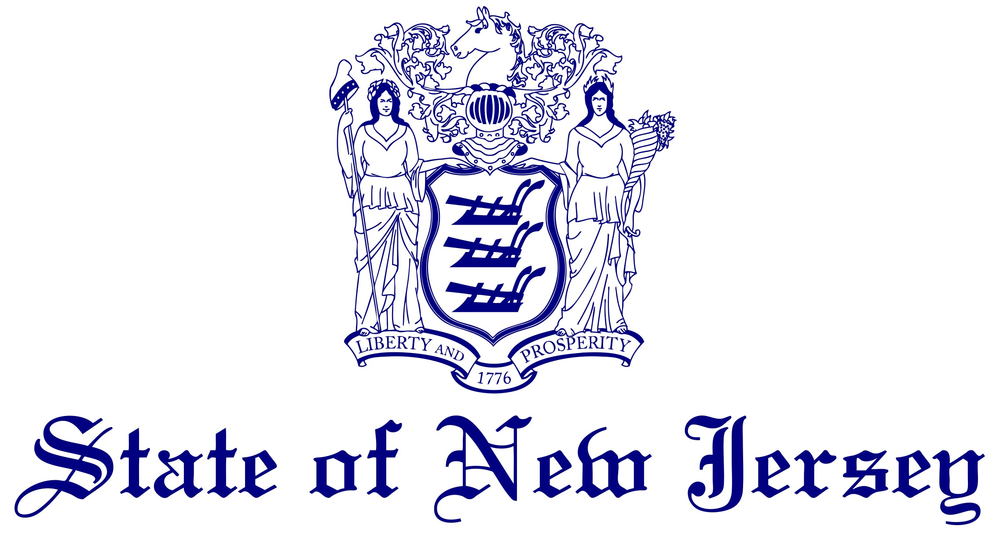 LIBERTY AND PROSPERITY
1776
State of New Jersey